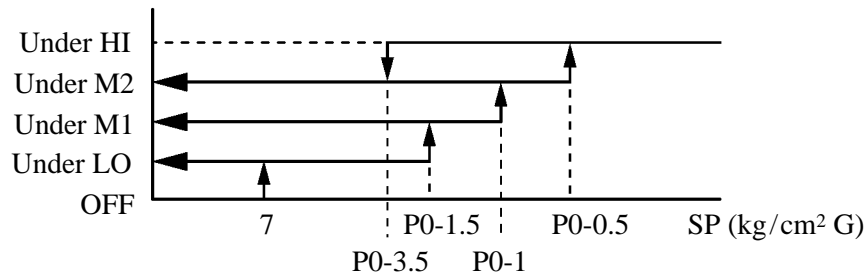 Under HI
Under M2
Under M1
Under LO
OFF
7 P0-1.5 P0-0.5 SP (kg/cm² G)
P0-3.5 P0-1